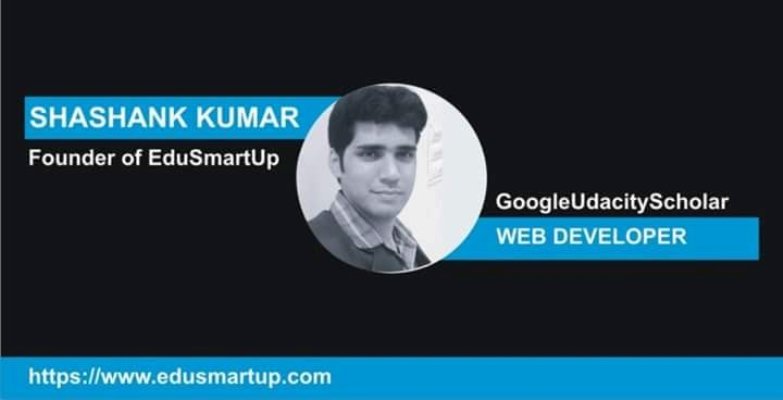 SHASHANK KUMAR
Founder of EduSmartUp
GoogleUdacityScholar
WEB DEVELOPER
https://www.edusmartup.com